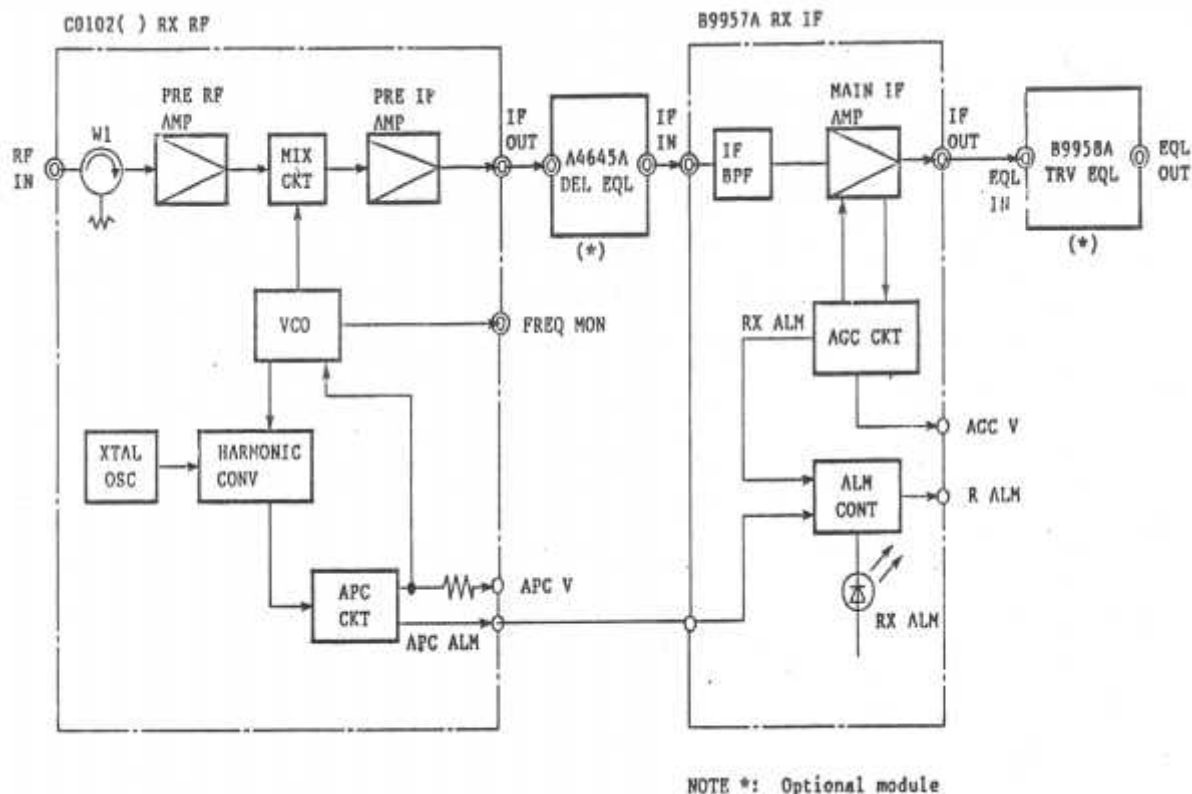 C0102( ) RX RF
B9957A RX IF
PRE RF
AMP
PRE IF
AMP
MAIN IF
AMP
W1
RF
IN
MIX
CKT
IF
OUT
A4645A
DEL EQL
(*)
IF
IN
IF
BPF
IF
OUT
EQL
IN
B9958A
TRV EQL
(*)
EQL
OUT
VCO
FREQ MON
RX ALM
AGC CKT
AGC V
XTAL
OSC
HARMONIC
CONV
ALM
CONT
R ALM
APC
CKT
APC V
APC ALM
RX ALM
NOTE *: Optional module